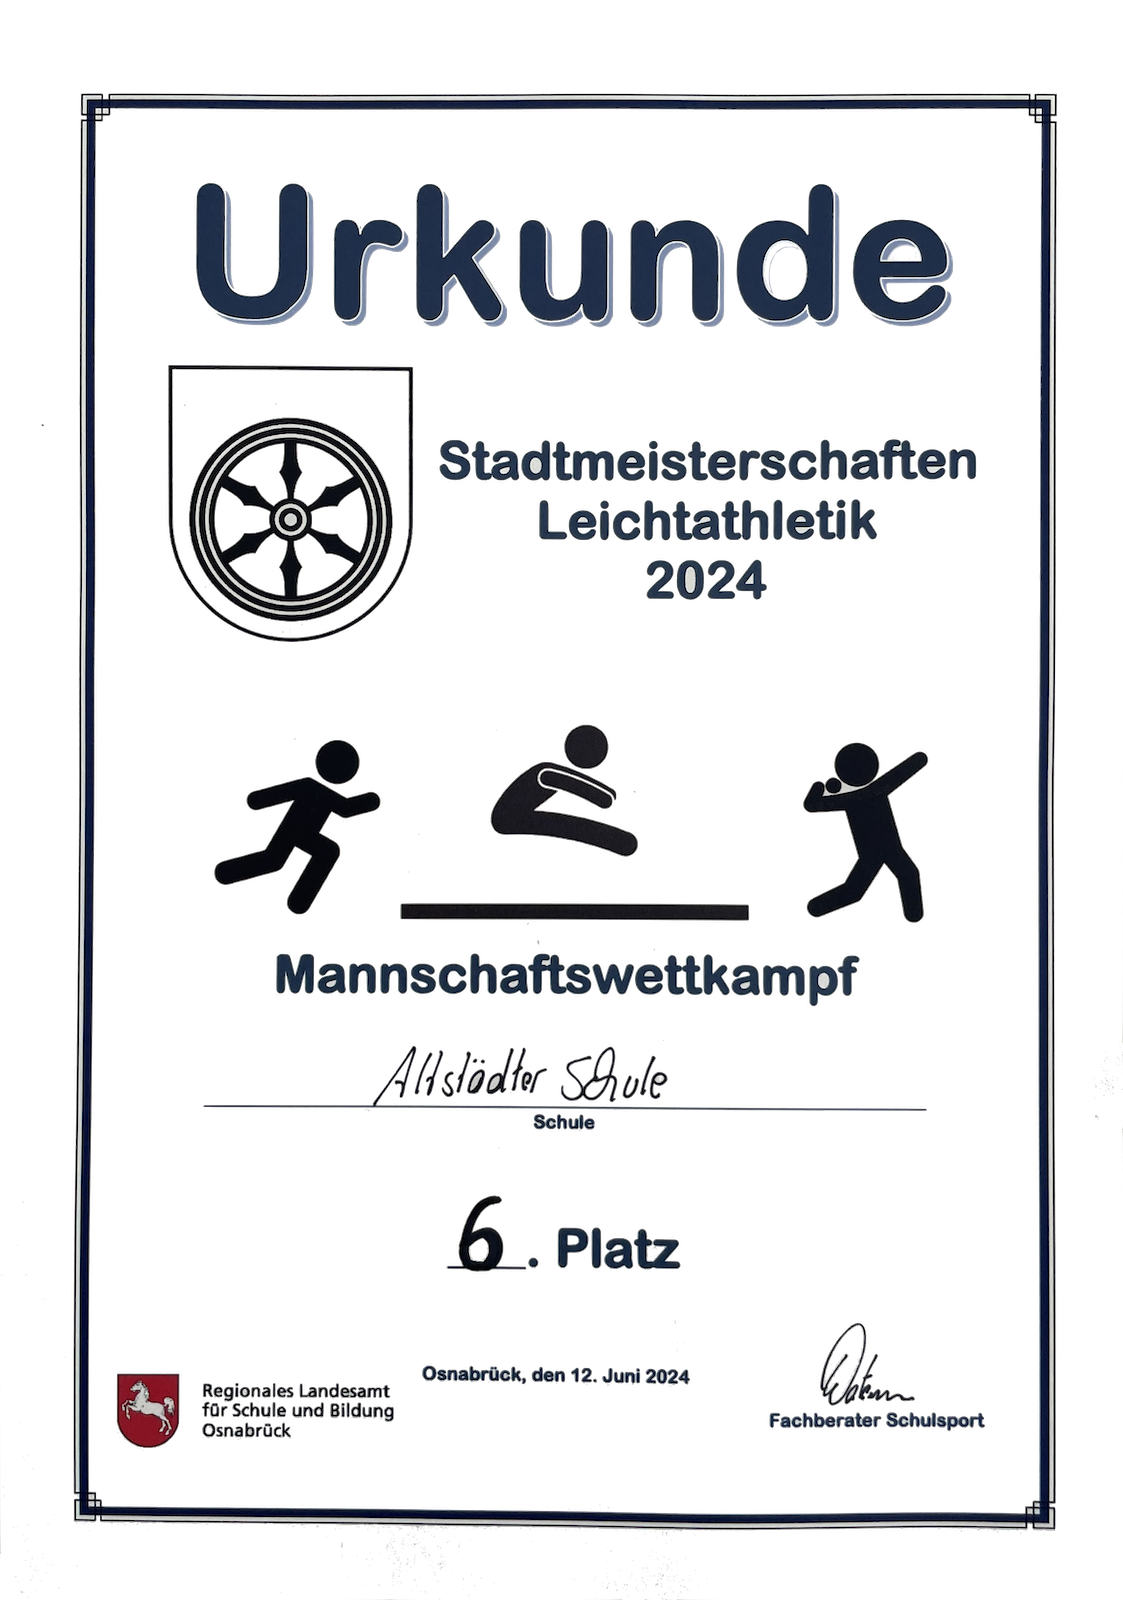 Urkunde
Stadtmeisterschaften
Leichtathletik
2024
Mannschaftswettkampf
Altstädter Schule
Schule
6. Platz
Osnabrück, den 12. Juni 2024
Regionales Landesamt
für Schule und Bildung
Osnabrück
Fachberater Schulsport